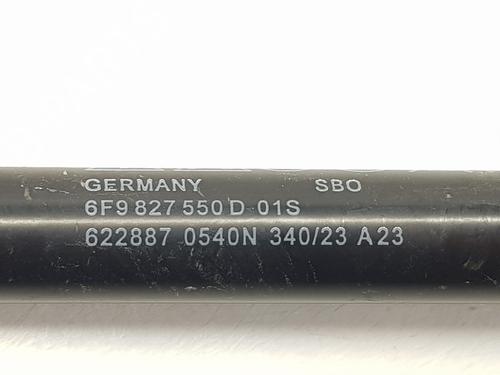 GERMANY SBO
6F9 827 550 D 01S
622887 0540N 340/23 A23